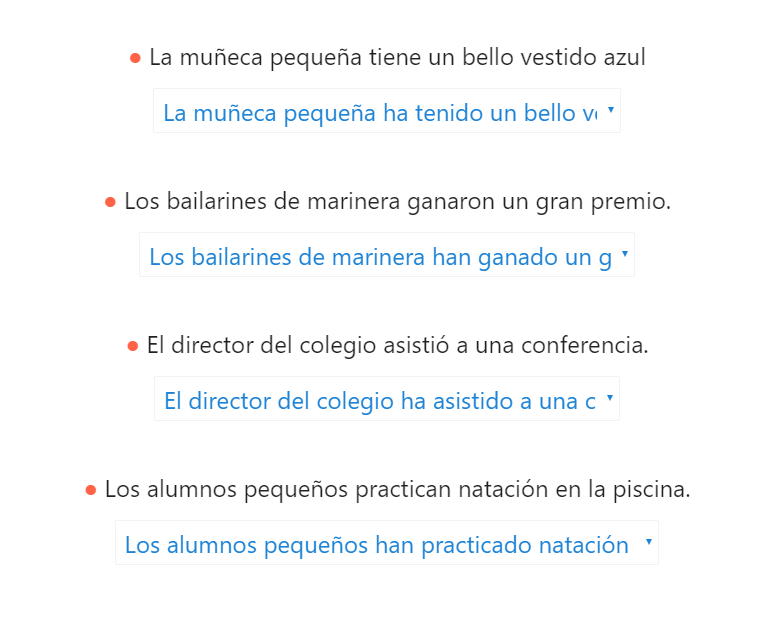 ● La muñeca pequeña tiene un bello vestido azul
La muñeca pequeña ha tenido un bello
● Los bailarines de marinera ganaron un gran premio.
Los bailarines de marinera han ganado un g
● El director del colegio asistió a una conferencia.
El director del colegio ha asistido a una c
● Los alumnos pequeños practican natación en la piscina.
Los alumnos pequeños han practicado natación